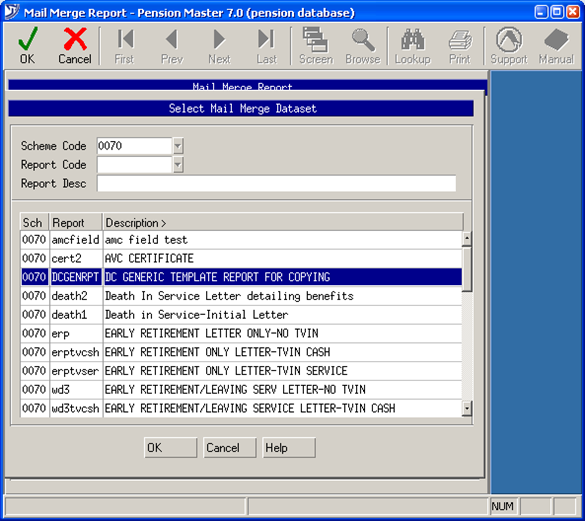 Mail Merge Report - Pension Master 7.0 (pension database)
OK Cancel First Prev Next Last Screen Browse Lookup Print Support Manual
Mail Merge Report
Select Mail Merge Dataset
Scheme Code 0070
Report Code
Report Desc
Sch Report Description >
0070 amcfield amc field test
0070 cert2 AVC CERTIFICATE
0070 DCGENRPT DC GENERIC TEMPLATE REPORT FOR COPYING
0070 death2 Death In Service Letter detailing benefits
0070 death1 Death in Service-Initial Letter
0070 erp EARLY RETIREMENT LETTER ONLY-NO TVIN
0070 erptvcsh EARLY RETIREMENT ONLY LETTER-TVIN CASH
0070 erptvser EARLY RETIREMENT ONLY LETTER-TVIN SERVICE
0070 wd3 EARLY RETIREMENT/LEAVING SERV LETTER-NO TVIN
0070 wd3tvcsh EARLY RETIREMENT/LEAVING SERVICE LETTER-TVIN CASH
OK Cancel Help
NUM